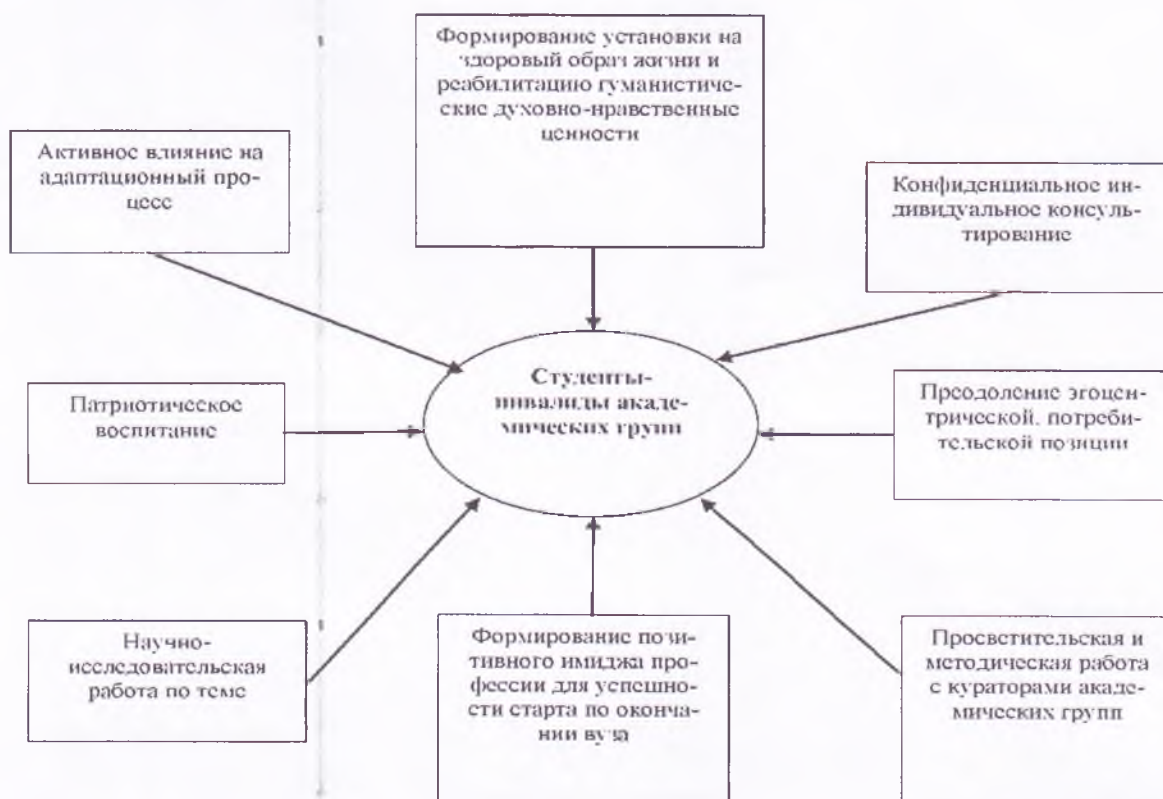 Формирование установки на
здоровый образ жизни и
реабилитацию гуманистиче-
ские духовно-нравственные
ценности
Активное влияние на
адаптационный про-
цесс
Конфиденциальное ин-
дивидуальное консуль-
тирование
Студенты-
инвалиды акаде-
мических групп
Патриотическое
воспитание
Преодоление эгоцен-
трической, потреби-
тельской позиции
Научно-
исследовательская
работа по теме
Формирование пози-
тивного имиджа про-
фессии для успешно-
сти старта по оконча-
нии вуза
Просветительская и
методическая работа
с кураторами акаде-
мических групп